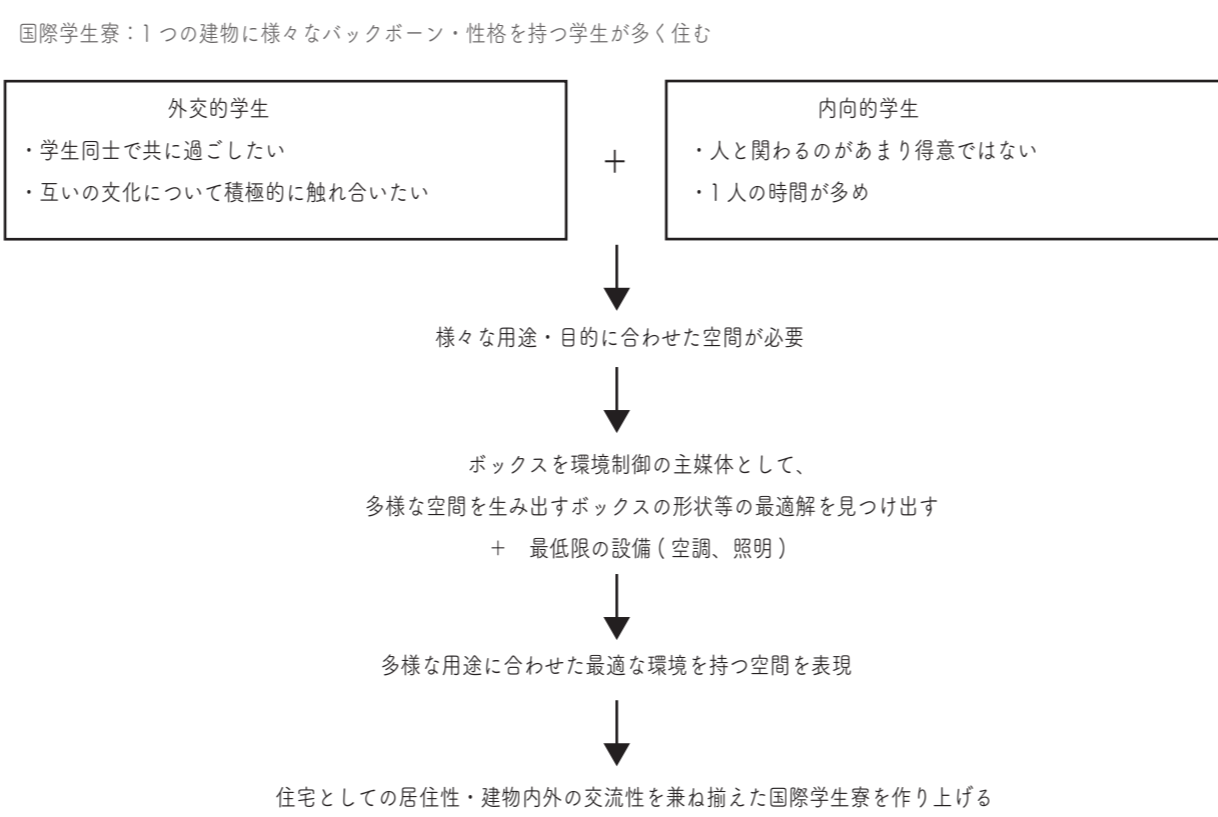 国際学生寮：1 つの建物に様々なバックボーン・性格を持つ学生が多く住む
外交的学生
・学生同士で共に過ごしたい
・互いの文化について積極的に触れ合いたい
＋
内向的学生
・人と関わるのがあまり得意ではない
・1 人の時間が多め
様々な用途・目的に合わせた空間が必要
ボックスを環境制御の主媒体として、
多様な空間を生み出すボックスの形状等の最適解を見つけ出す
＋　最低限の設備 ( 空調、照明 )
多様な用途に合わせた最適な環境を持つ空間を表現
住宅としての居住性・建物内外の交流性を兼ね揃えた国際学生寮を作り上げる